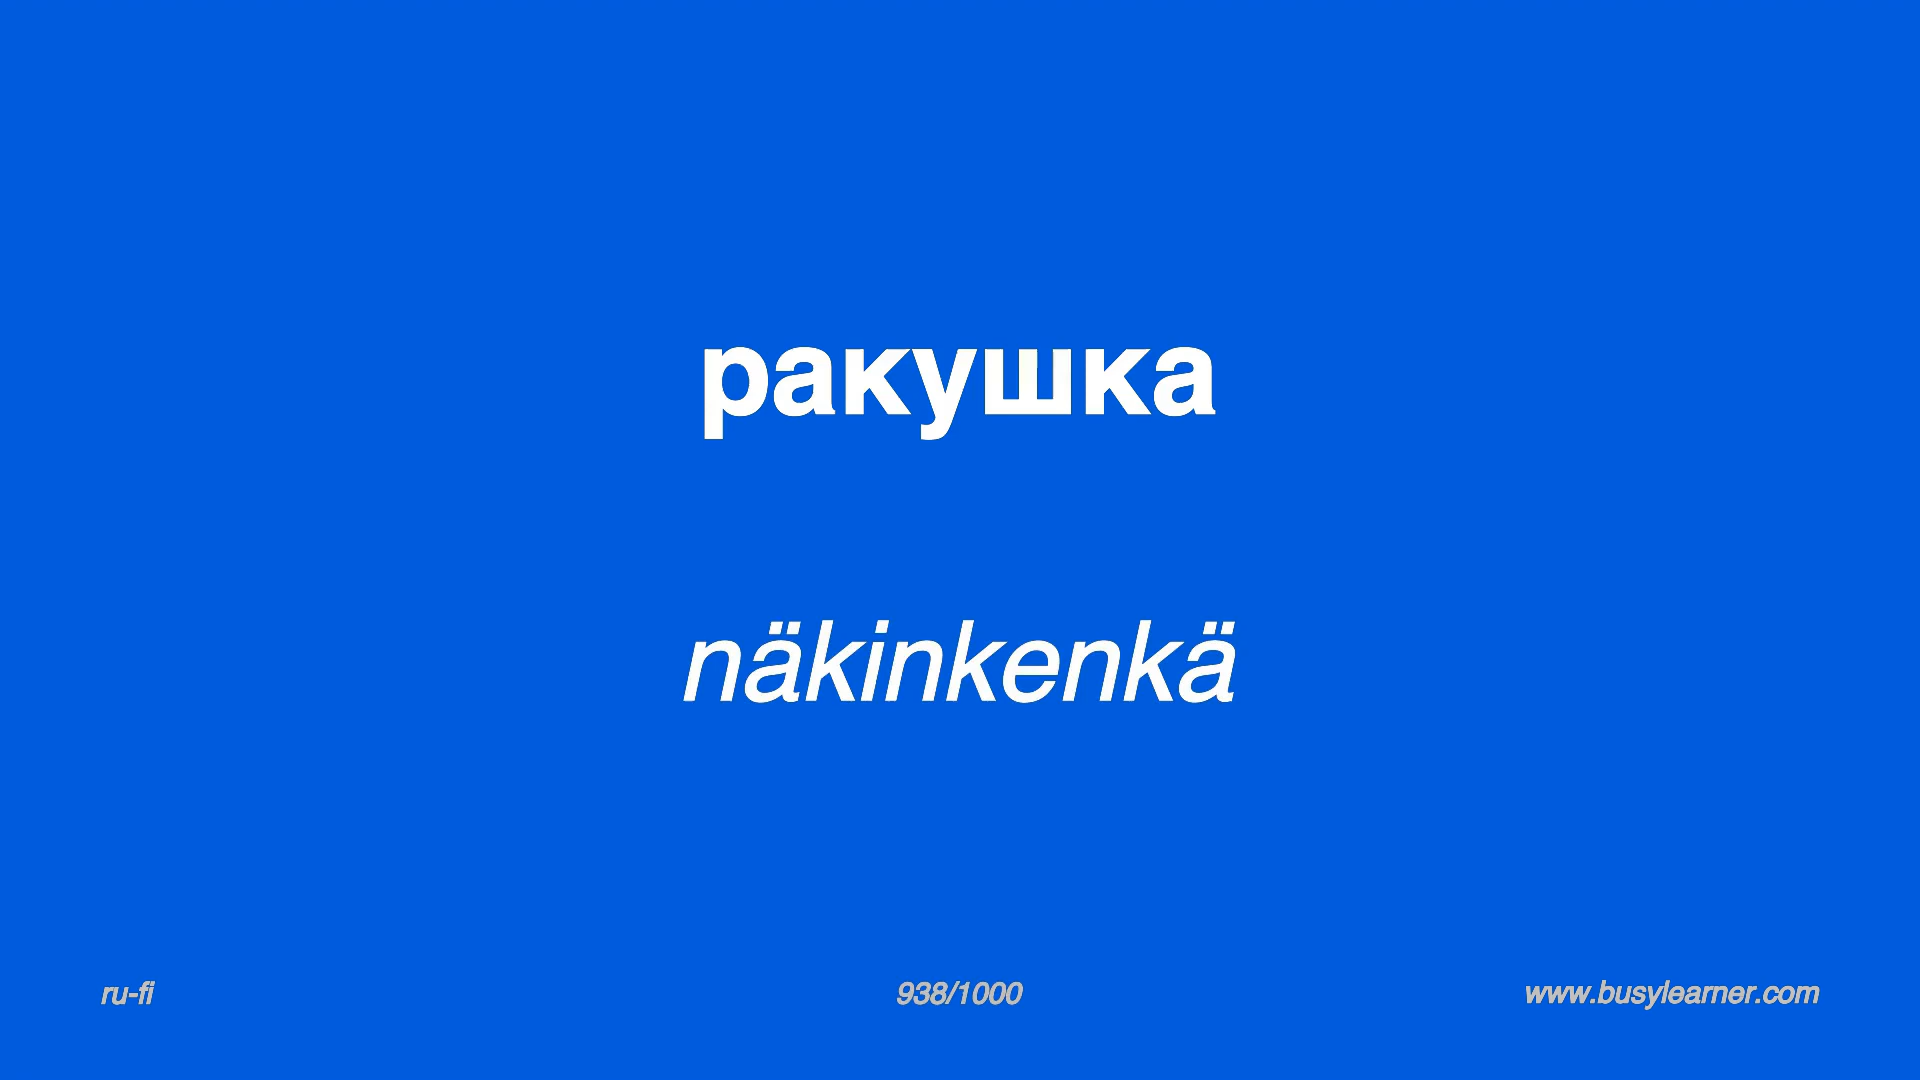 ракушка
näkinkenkä
ru-fi
938/1000
www.busylearner.com